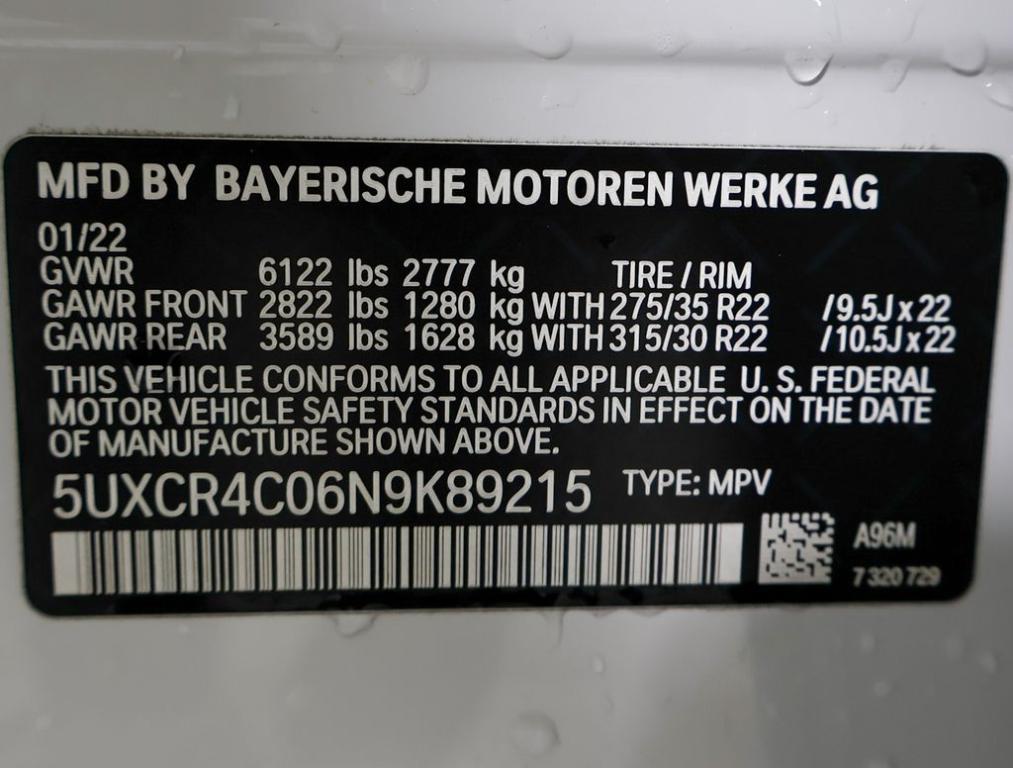 MFD BY BAYERISCHE MOTOREN WERKE AG
01/22
GVWR 6122 lbs 2777 kg TIRE / RIM
GAWR FRONT 2822 lbs 1280 kg WITH 275/35 R22 /9.5J x 22
GAWR REAR 3589 lbs 1628 kg WITH 315/30 R22 /10.5J x 22
THIS VEHICLE CONFORMS TO ALL APPLICABLE U. S. FEDERAL
MOTOR VEHICLE SAFETY STANDARDS IN EFFECT ON THE DATE
OF MANUFACTURE SHOWN ABOVE.
5UXCR4C06N9K89215 TYPE: MPV
A96M
7 320 729